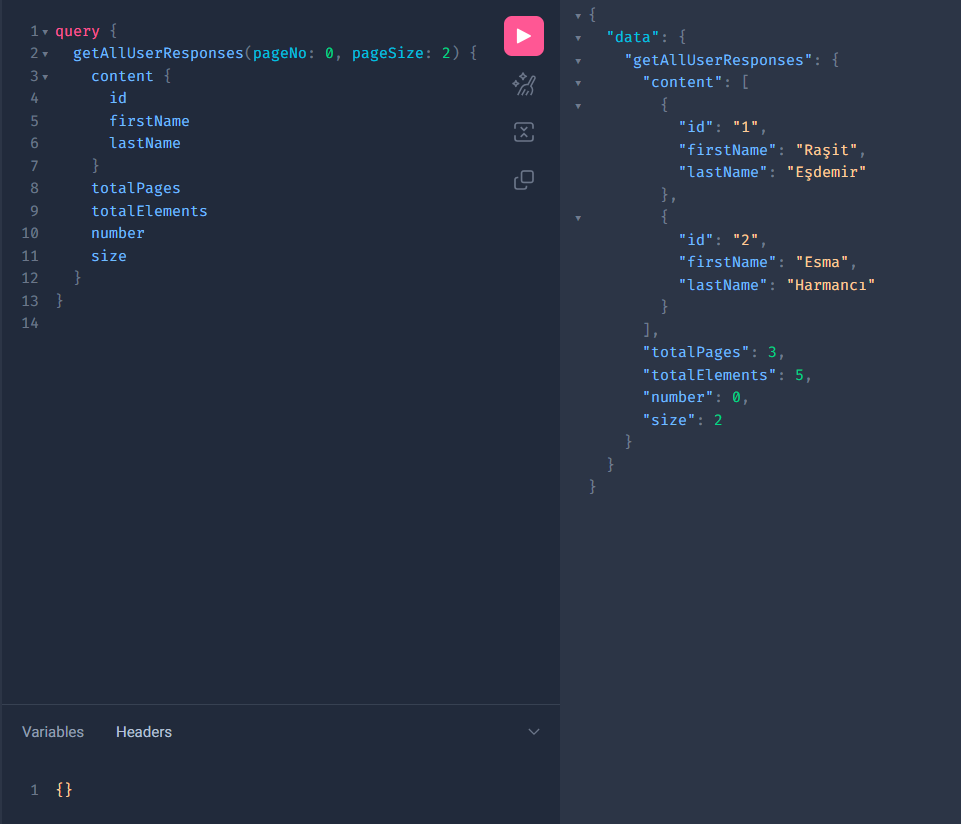 1 query {
2 getAllUserResponses(pageNo: 0, pageSize: 2) {
3 content {
4 id
5 firstName
6 lastName
7 }
8 totalPages
9 totalElements
10 number
11 size
12 }
13 }
14
Variables Headers
1 {}
{
"data": {
"getAllUserResponses": {
"content": [
{
"id": "1",
"firstName": "Raşit",
"lastName": "Eşdemir"
},
{
"id": "2",
"firstName": "Esma",
"lastName": "Harmancı"
}
],
"totalPages": 3,
"totalElements": 5,
"number": 0,
"size": 2
}
}
}